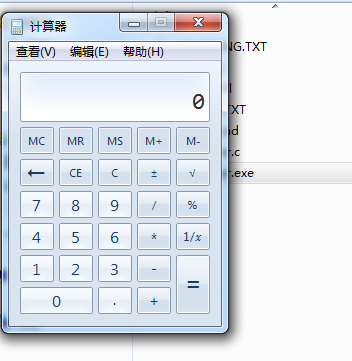 计算器
查看(V) 编辑(E) 帮助(H)
0
MC MR MS M+ M-
← CE C ± √
7 8 9 / %
4 5 6 * 1/x
1 2 3 - =
0 . +
NG.TXT
TXT
r.c
r.exe